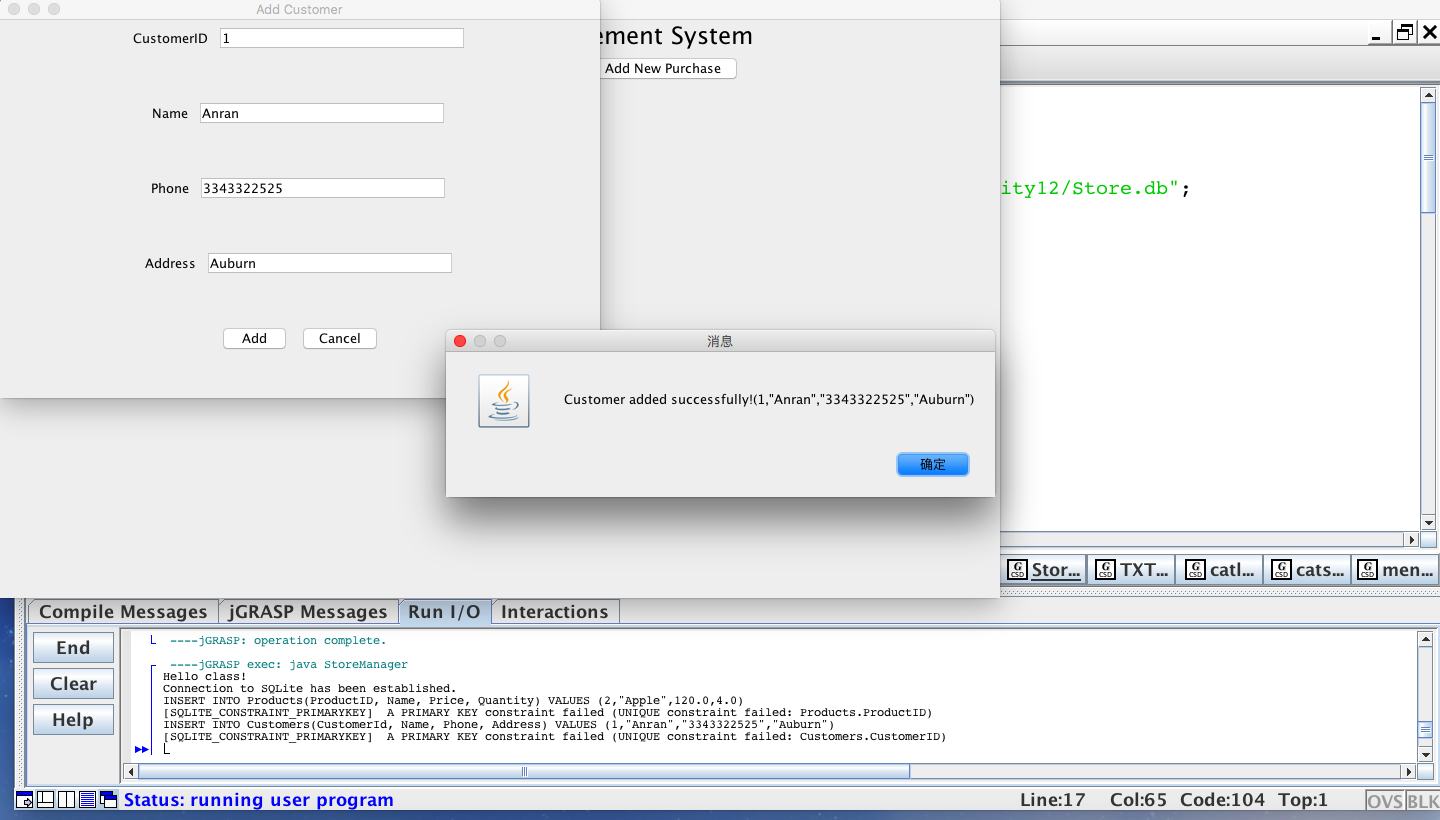 Add Customer
CustomerID 1
ement System
Add New Purchase
Name Anran
Phone 3343322525
ity12/Store.db";
Address Auburn
Add Cancel
消息
Customer added successfully!(1,"Anran","3343322525","Auburn")
确定
Stor... TXT... catl... cats... men...
Compile Messages jGRASP Messages Run I/O Interactions
End
Clear
Help
----jGRASP: operation complete.
----jGRASP exec: java StoreManager
Hello class!
Connection to SQLite has been established.
INSERT INTO Products(ProductID, Name, Price, Quantity) VALUES (2,"Apple",120.0,4.0)
[SQLITE_CONSTRAINT_PRIMARYKEY]  A PRIMARY KEY constraint failed (UNIQUE constraint failed: Products.ProductID)
INSERT INTO Customers(CustomerId, Name, Phone, Address) VALUES (1,"Anran","3343322525","Auburn")
[SQLITE_CONSTRAINT_PRIMARYKEY]  A PRIMARY KEY constraint failed (UNIQUE constraint failed: Customers.CustomerID)
Status: running user program Line:17 Col:65 Code:104 Top:1 OVS BLK